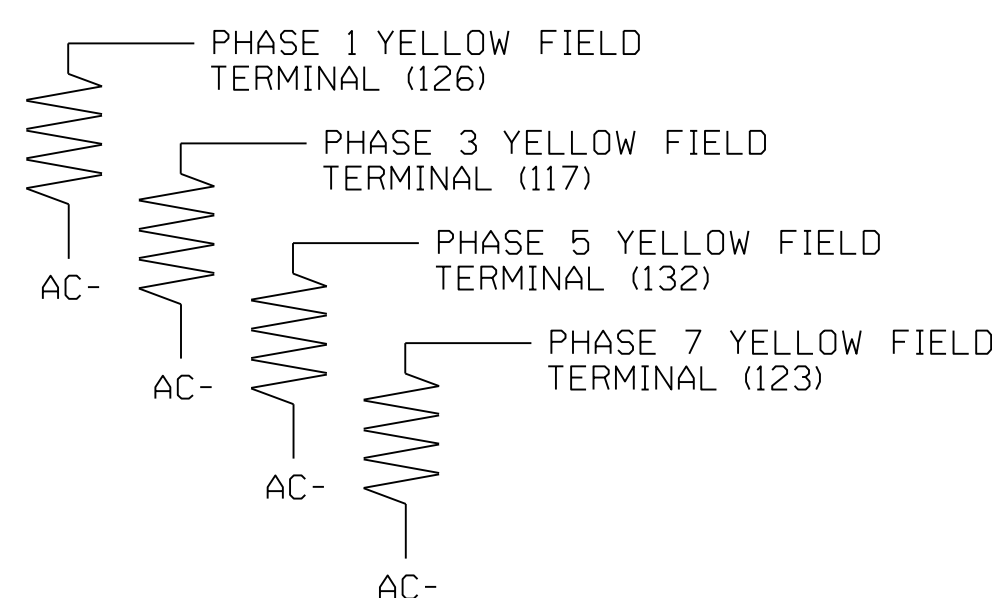 PHASE 1 YELLOW FIELD
TERMINAL (126)
PHASE 3 YELLOW FIELD
TERMINAL (117)
AC-
PHASE 5 YELLOW FIELD
TERMINAL (132)
PHASE 7 YELLOW FIELD
TERMINAL (123)
AC-
AC-
AC-